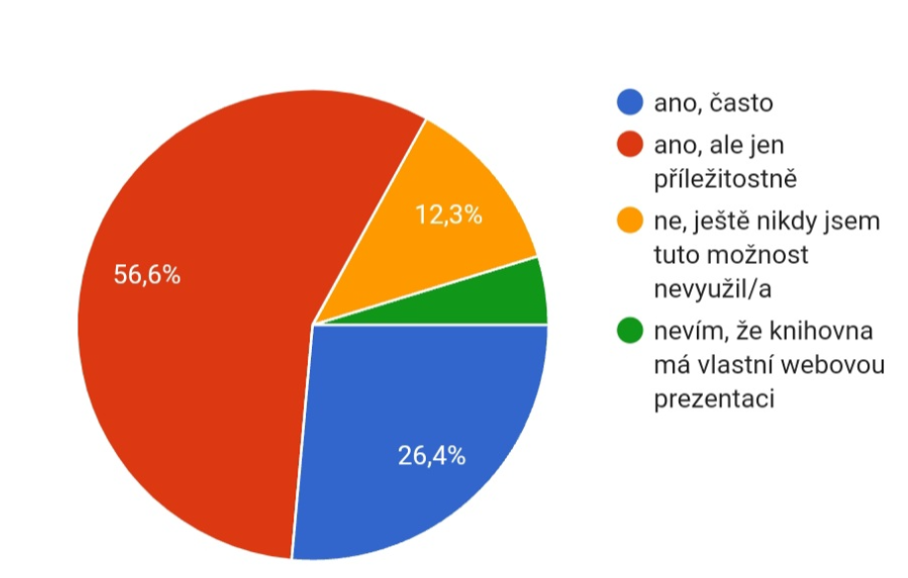 ano, často
ano, ale jen
příležitostně
ne, ještě nikdy jsem
tuto možnost
nevyužil/a
nevím, že knihovna
má vlastní webovou
prezentaci
12,3%
56,6%
26,4%